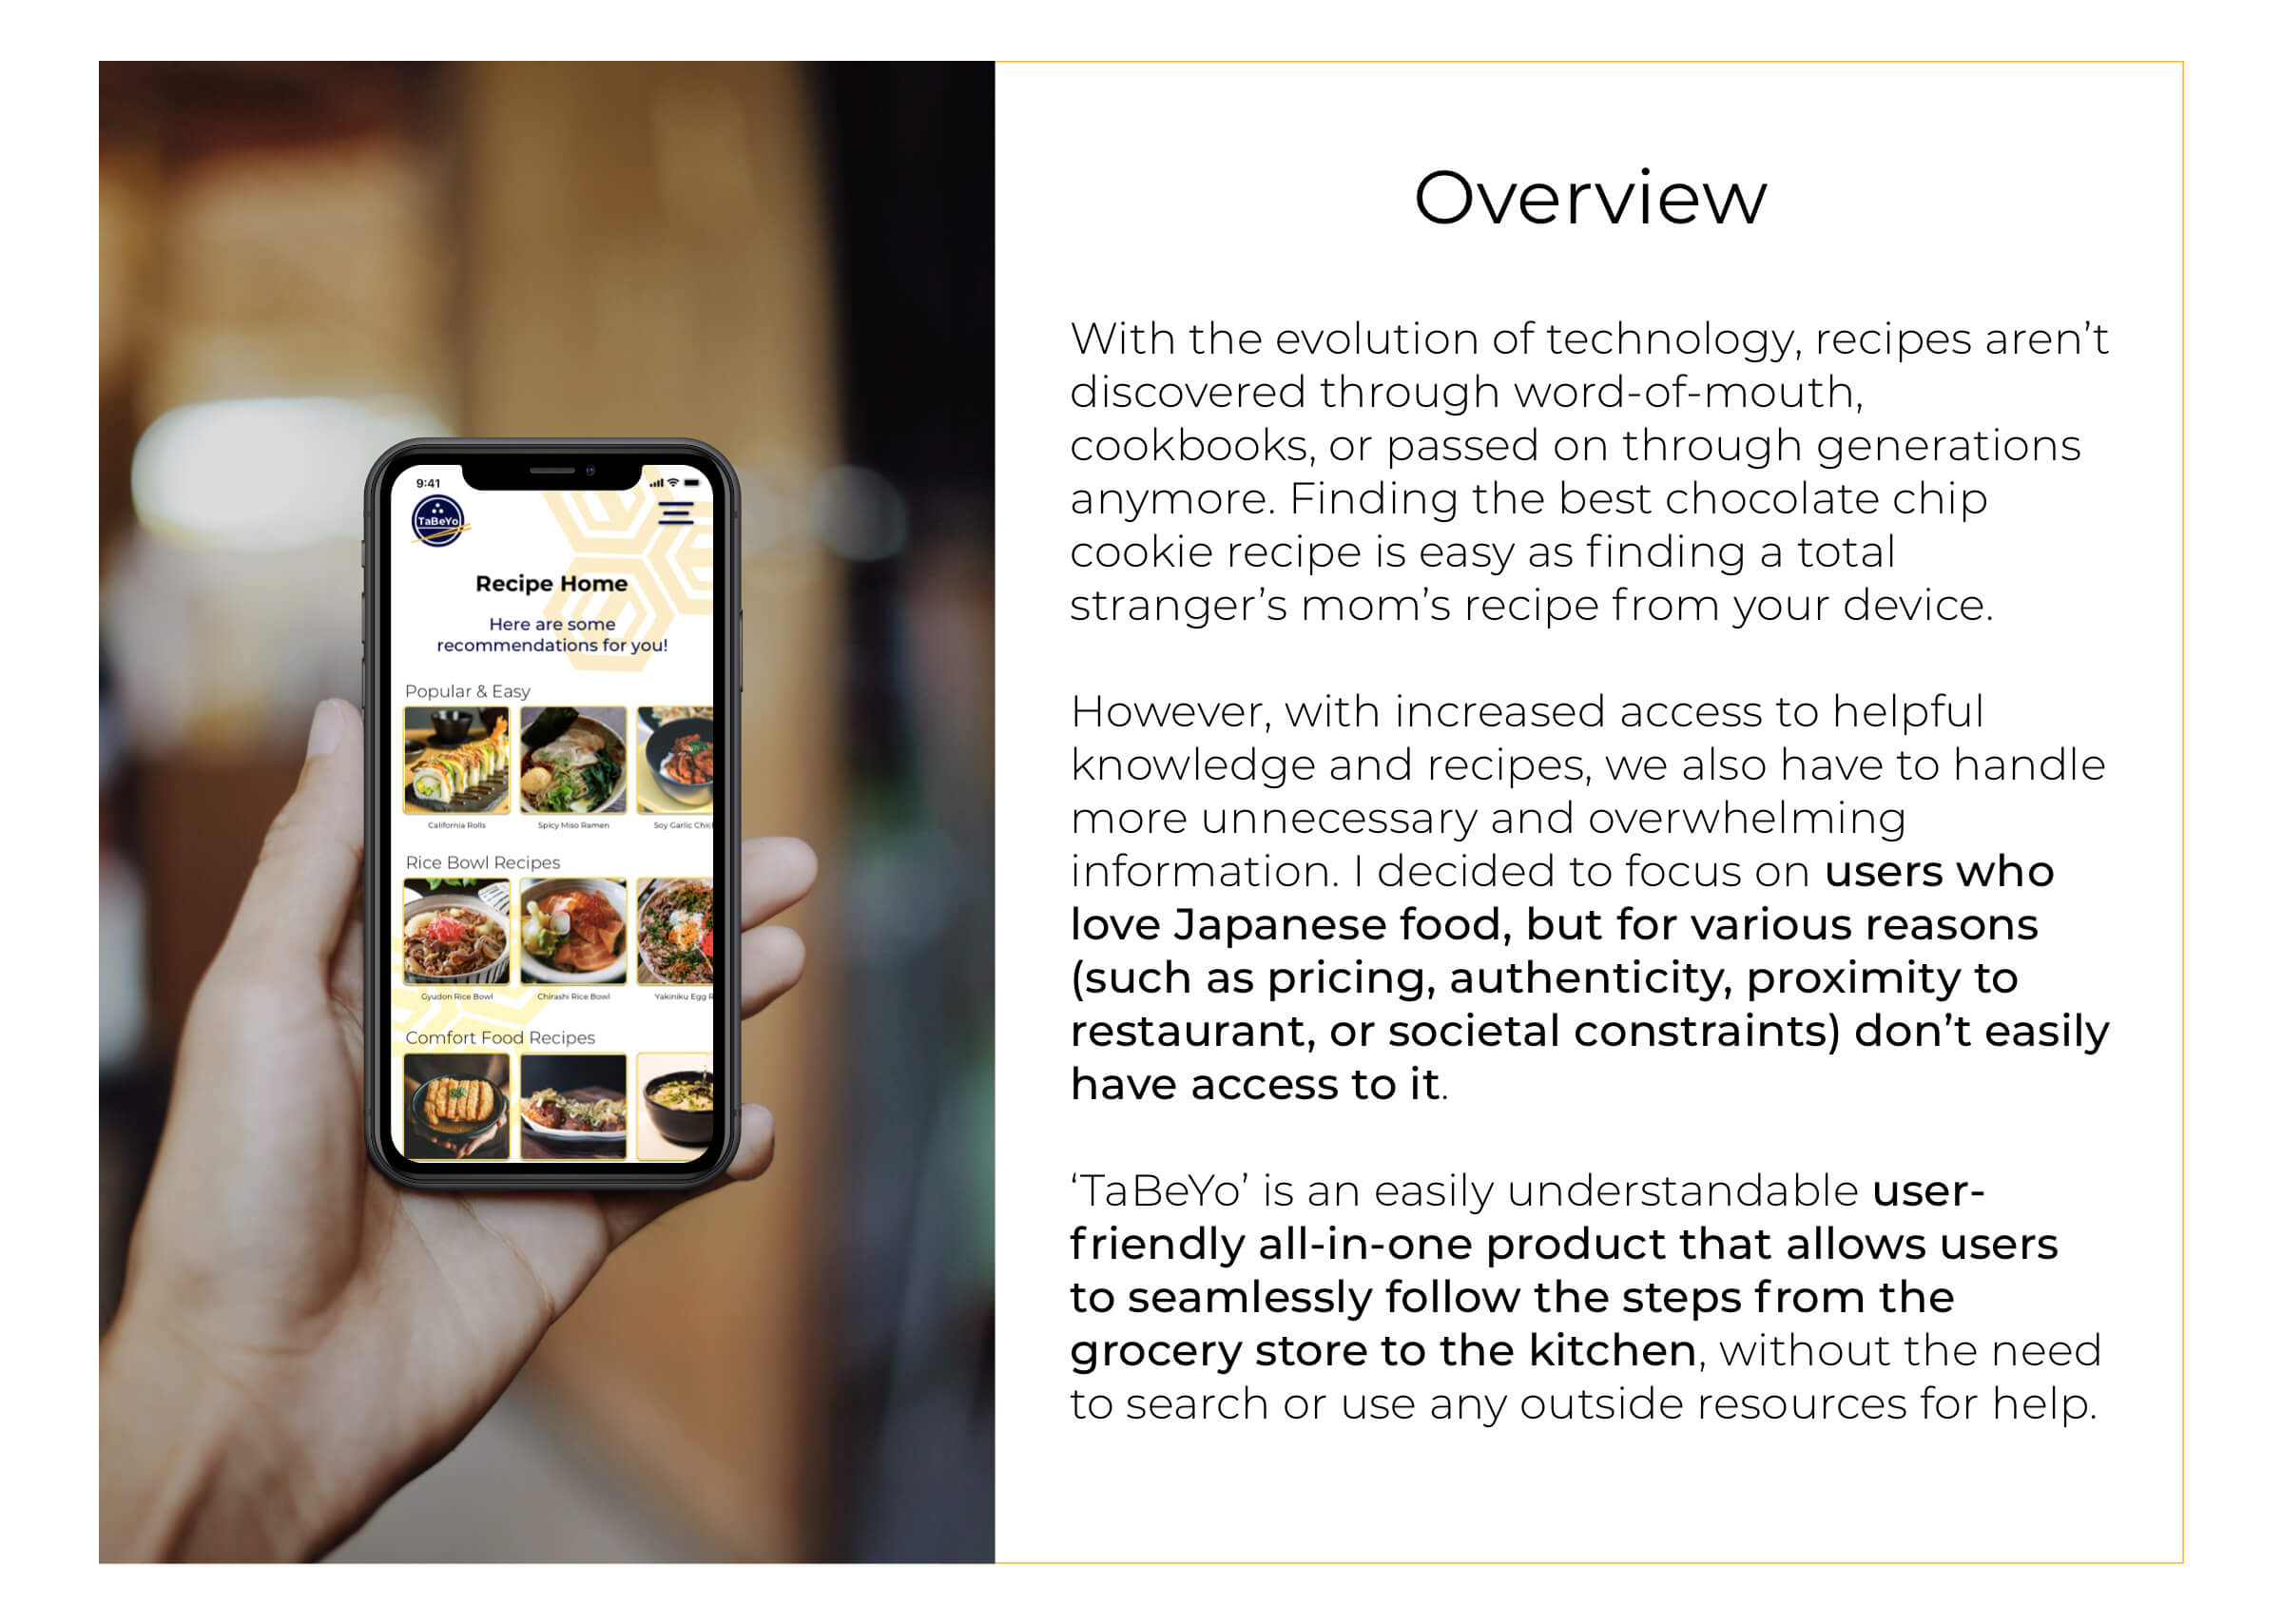 9:41
TaBeYo
Recipe Home
Here are some
recommendations for you!
Popular & Easy
California Rolls
Spicy Miso Ramen
Soy Garlic
Rice Bowl Recipes
Gyudon Rice Bowl
Chirashi Rice Bowl
Yakiniku Egg
Comfort Food Recipes
Overview
With the evolution of technology, recipes aren’t
discovered through word-of-mouth,
cookbooks, or passed on through generations
anymore. Finding the best chocolate chip
cookie recipe is easy as finding a total
stranger’s mom’s recipe from your device.
However, with increased access to helpful
knowledge and recipes, we also have to handle
more unnecessary and overwhelming
information. I decided to focus on users who
love Japanese food, but for various reasons
(such as pricing, authenticity, proximity to
restaurant, or societal constraints) don’t easily
have access to it.
‘TaBeYo’ is an easily understandable user-
friendly all-in-one product that allows users
to seamlessly follow the steps from the
grocery store to the kitchen, without the need
to search or use any outside resources for help.